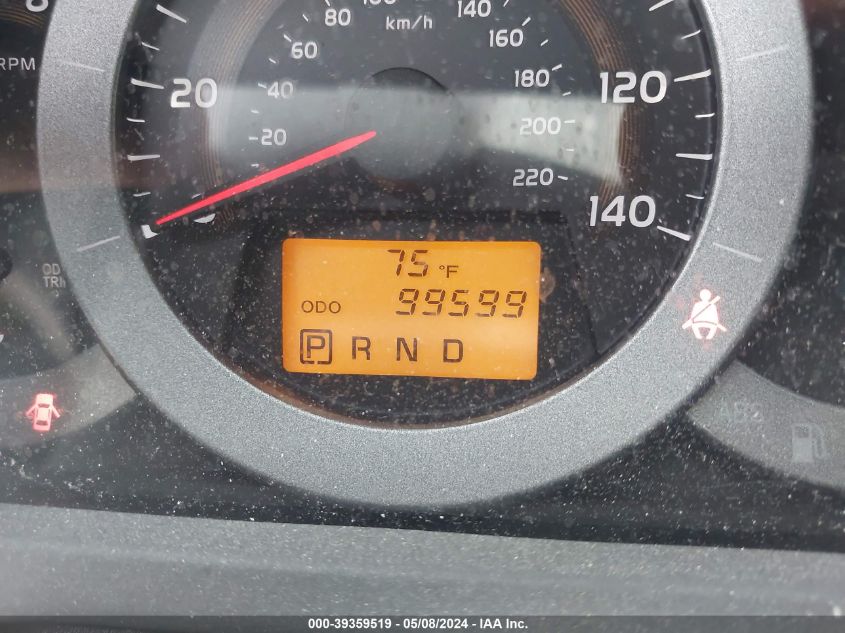 80 100 140
km/h
60 160
RPM
40 180
20 120
20 200
220
140
75 °F
ODO 99599
P R N D
000-39359519 - 05/08/2024 - IAA Inc.